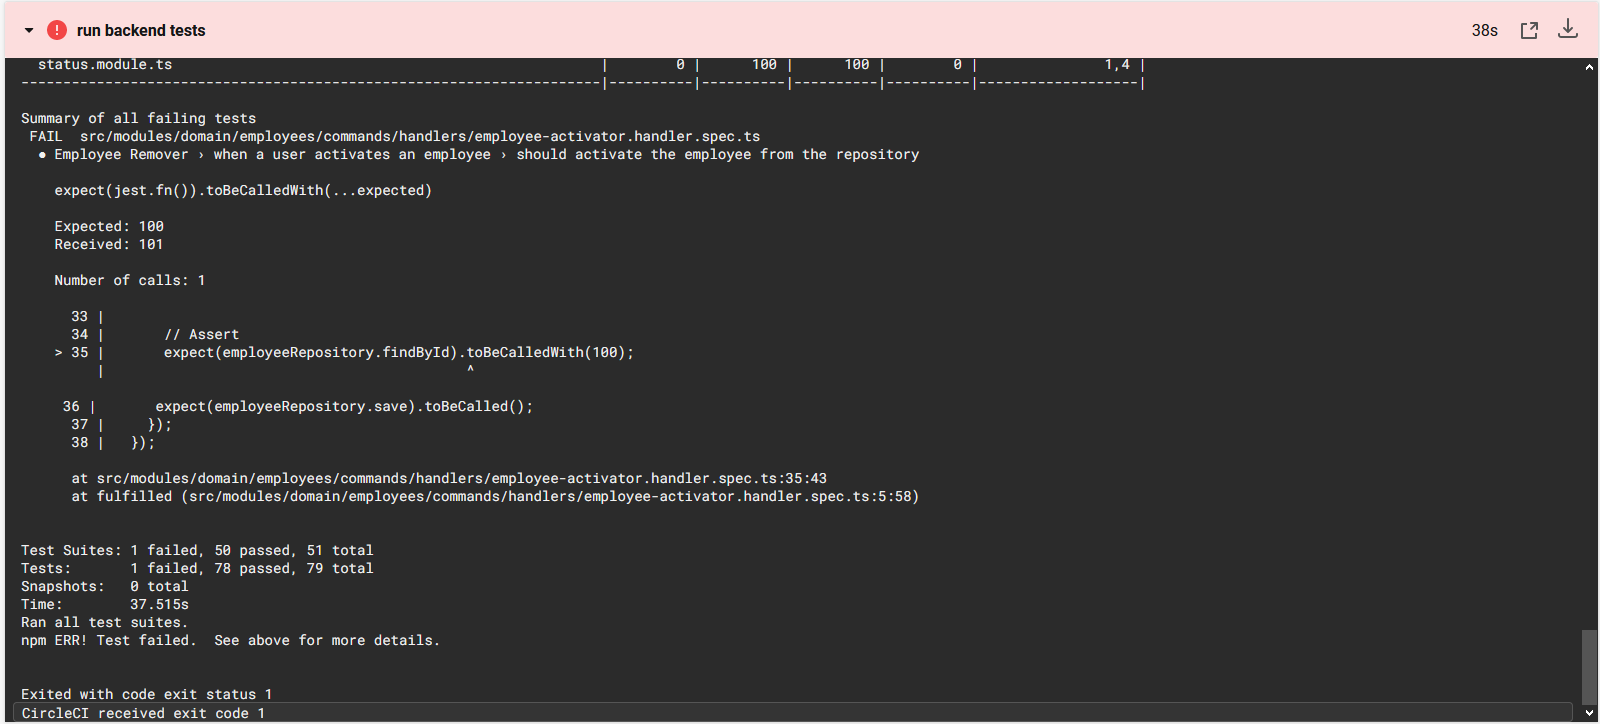 run backend tests 38s
status.module.ts | 0 | 100 | 100 | 0 | 1,4 |
---------------------------------------------------------------------|----------|----------|----------|----------|-------------------|
Summary of all failing tests
FAIL src/modules/domain/employees/commands/handlers/employee-activator.handler.spec.ts
● Employee Remover › when a user activates an employee › should activate the employee from the repository
expect(jest.fn()).toBeCalledWith(...expected)
Expected: 100
Received: 101
Number of calls: 1
33 |
34 | // Assert
> 35 | expect(employeeRepository.findById).toBeCalledWith(100);
| ^
36 | expect(employeeRepository.save).toBeCalled();
37 | });
38 | });
at src/modules/domain/employees/commands/handlers/employee-activator.handler.spec.ts:35:43
at fulfilled (src/modules/domain/employees/commands/handlers/employee-activator.handler.spec.ts:5:58)
Test Suites: 1 failed, 50 passed, 51 total
Tests: 1 failed, 78 passed, 79 total
Snapshots: 0 total
Time: 37.515s
Ran all test suites.
npm ERR! Test failed. See above for more details.
Exited with code exit status 1
CircleCI received exit code 1